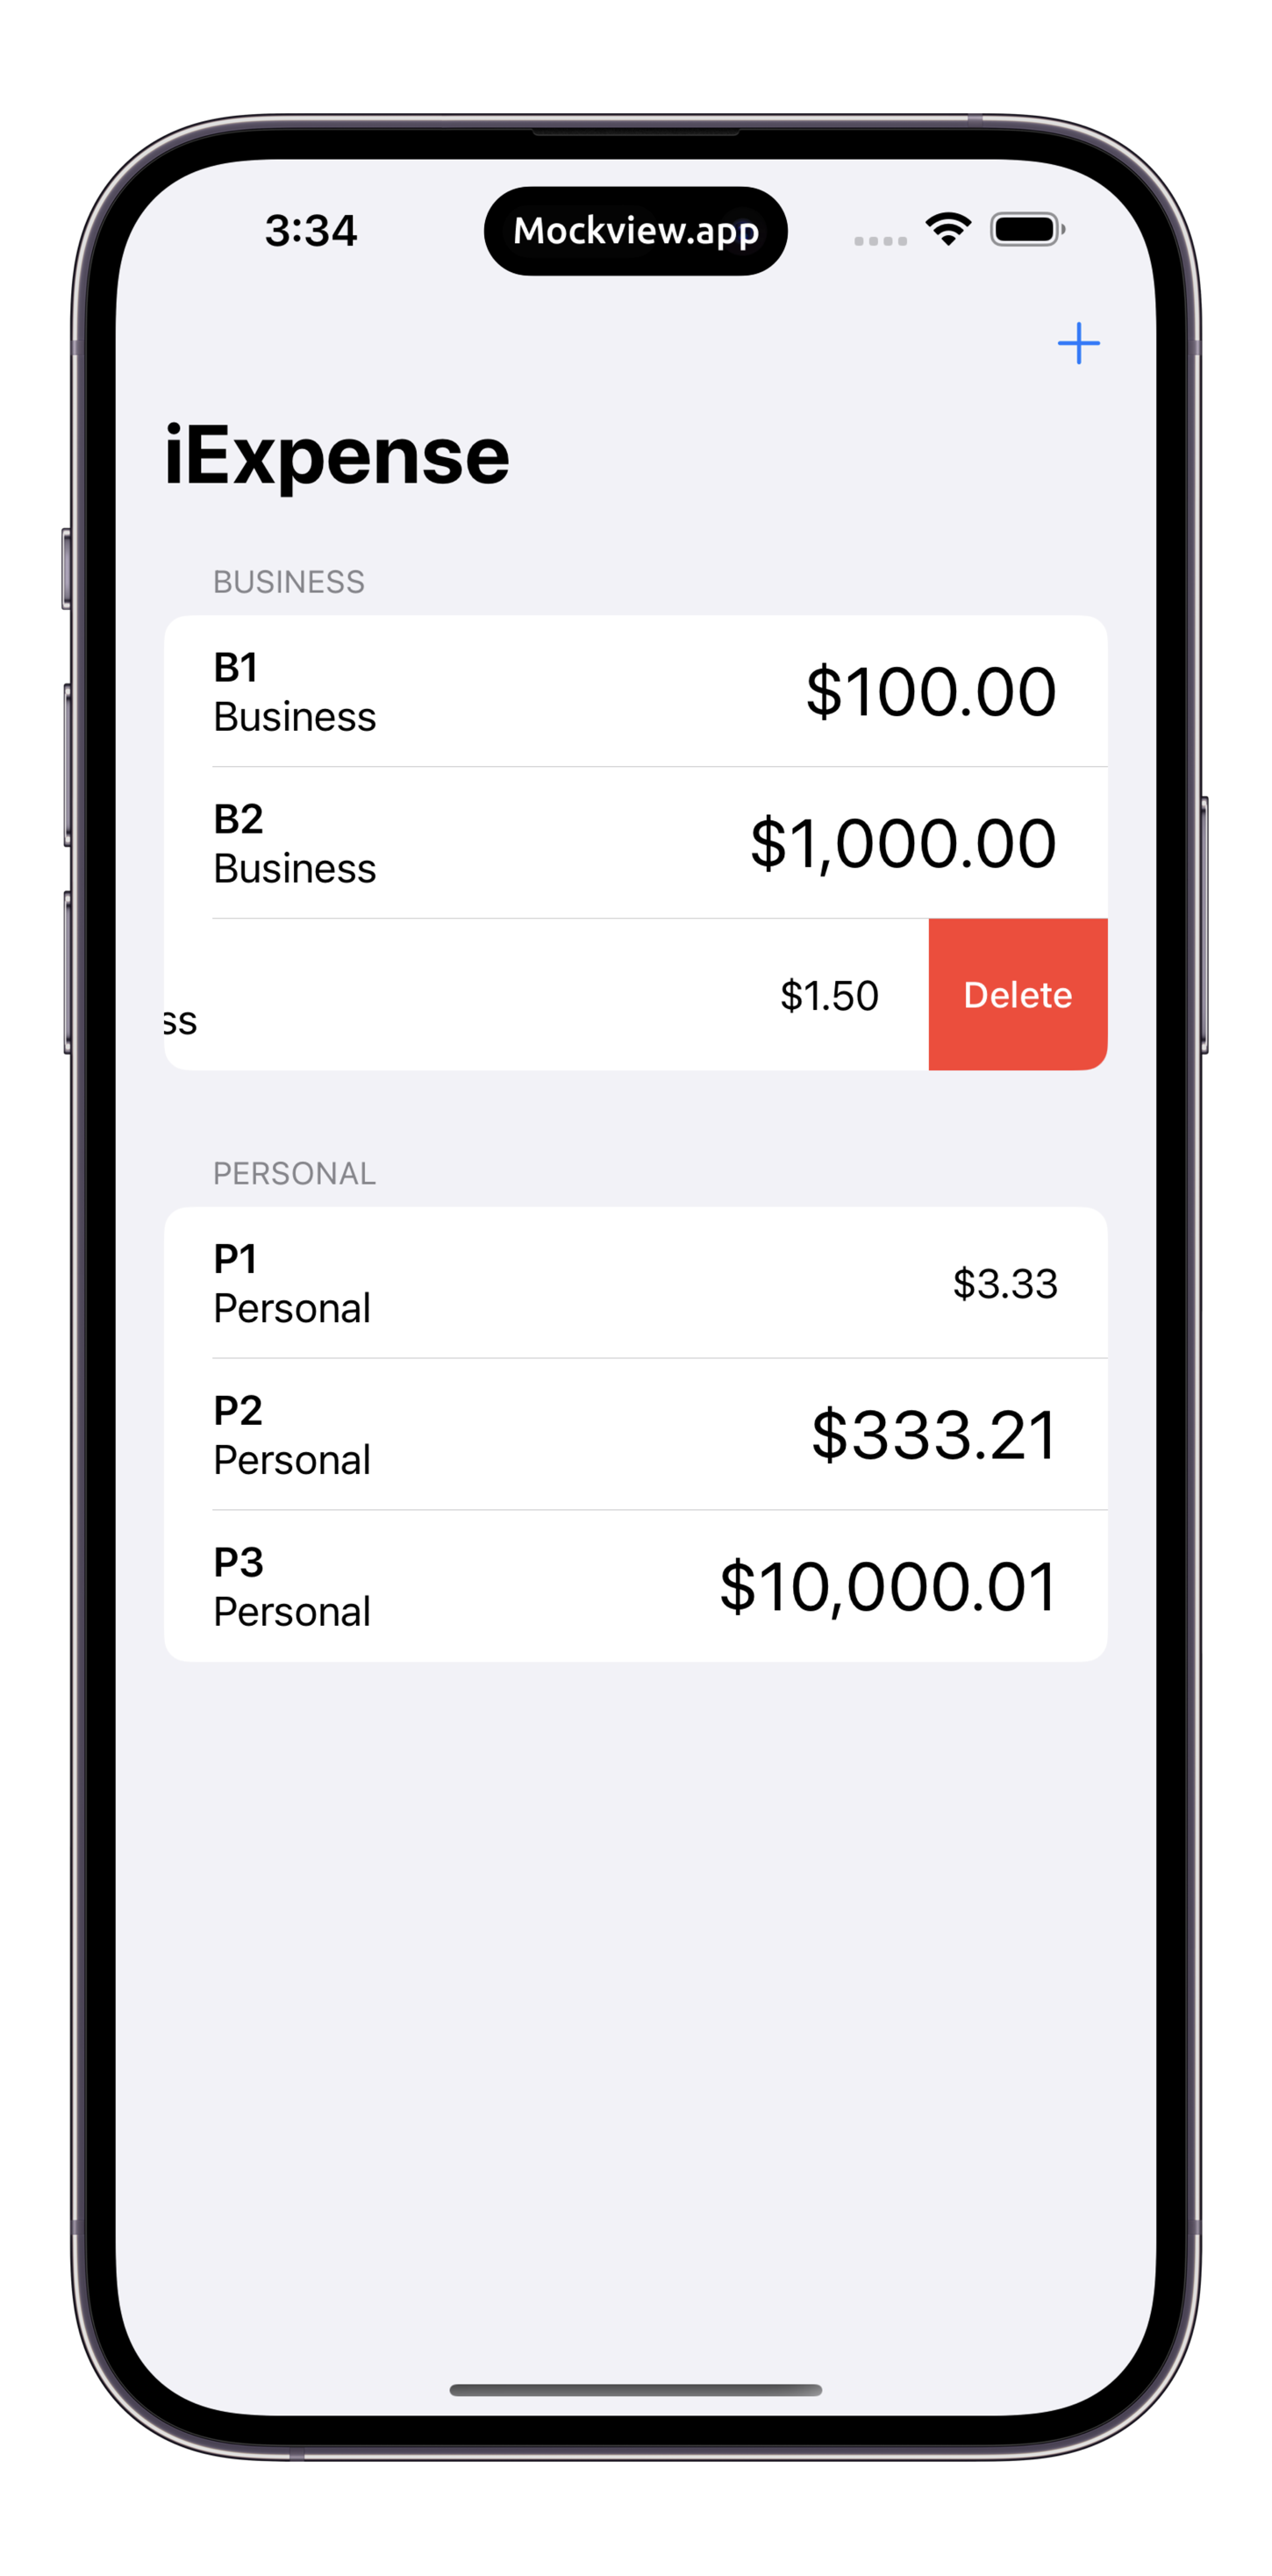 3:34
Mockview.app
iExpense
BUSINESS
B1
Business
$100.00
B2
Business
$1,000.00
ss
$1.50
Delete
PERSONAL
P1
Personal
$3.33
P2
Personal
$333.21
P3
Personal
$10,000.01